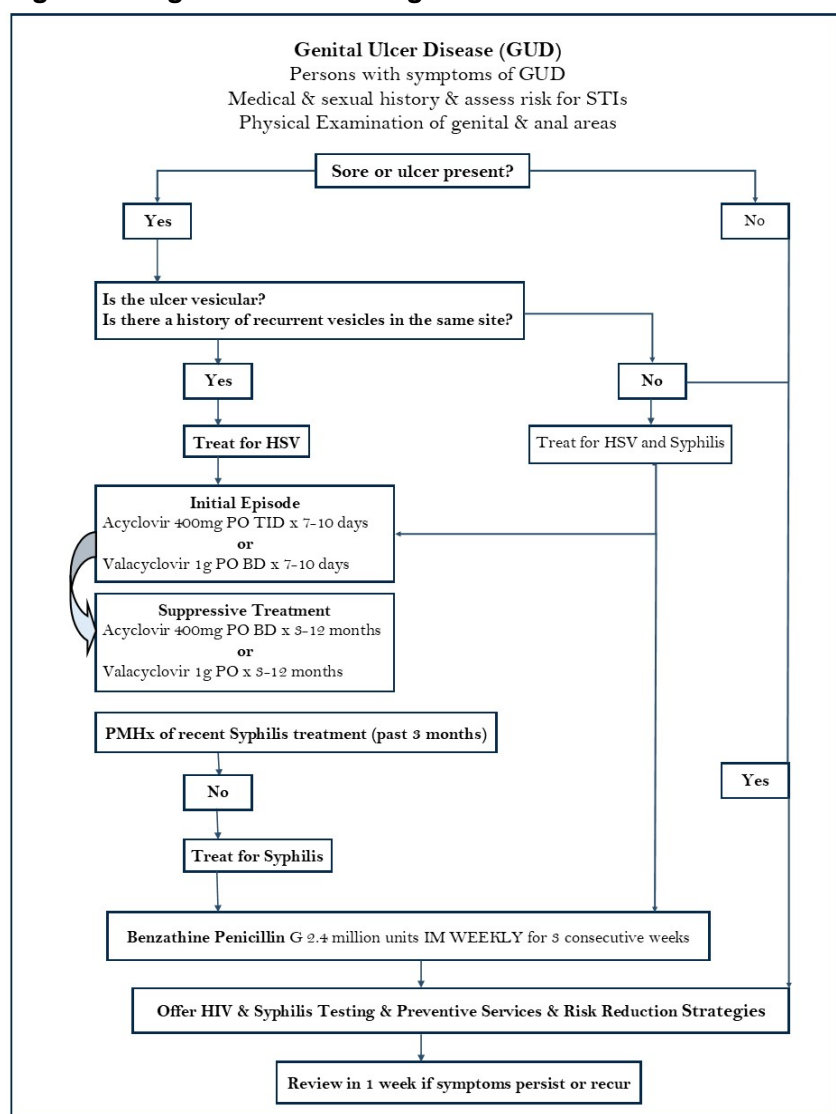 Genital Ulcer Disease (GUD)
Persons with symptoms of GUD
Medical & sexual history & assess risk for STIs
Physical Examination of genital & anal areas
Sore or ulcer present?
Yes
No
Is the ulcer vesicular?
Is there a history of recurrent vesicles in the same site?
Yes
No
Treat for HSV
Treat for HSV and Syphilis
Initial Episode
Acyclovir 400mg PO TID x 7-10 days
or
Valacyclovir 1g PO BD x 7-10 days
Suppressive Treatment
Acyclovir 400mg PO BD x 3-12 months
or
Valacyclovir 1g PO x 3-12 months
PMHx of recent Syphilis treatment (past 3 months)
No
Yes
Treat for Syphilis
Benzathine Penicillin G 2.4 million units IM WEEKLY for 3 consecutive weeks
Offer HIV & Syphilis Testing & Preventive Services & Risk Reduction Strategies
Review in 1 week if symptoms persist or recur